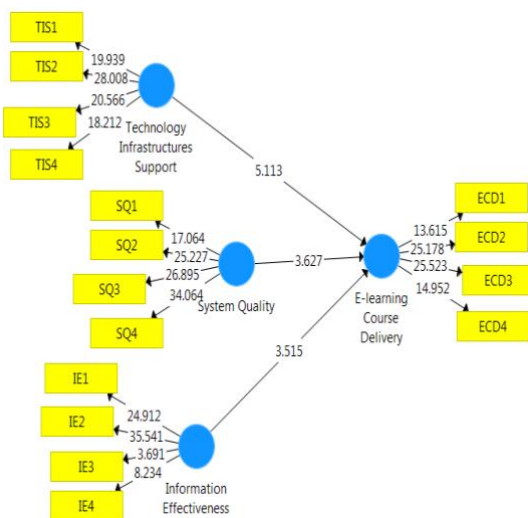 TIS1
19.939
TIS2
28.008
20.566
TIS3
18.212
TIS4
Technology
Infrastructures
Support
5.113
SQ1
17.064
SQ2
25.227
26.895
SQ3
34.064
SQ4
System Quality
3.627
ECD1
13.615
ECD2
25.178
25.523
ECD3
14.952
ECD4
E-learning
Course
Delivery
3.515
IE1
24.912
IE2
35.541
3.691
IE3
8.234
IE4
Information
Effectiveness